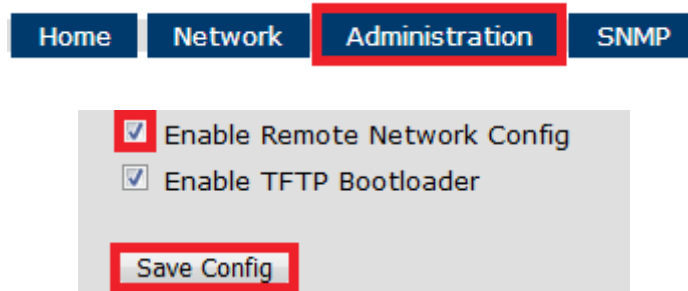 Home Network Administration SNMP
Enable Remote Network Config
Enable TFTP Bootloader
Save Config